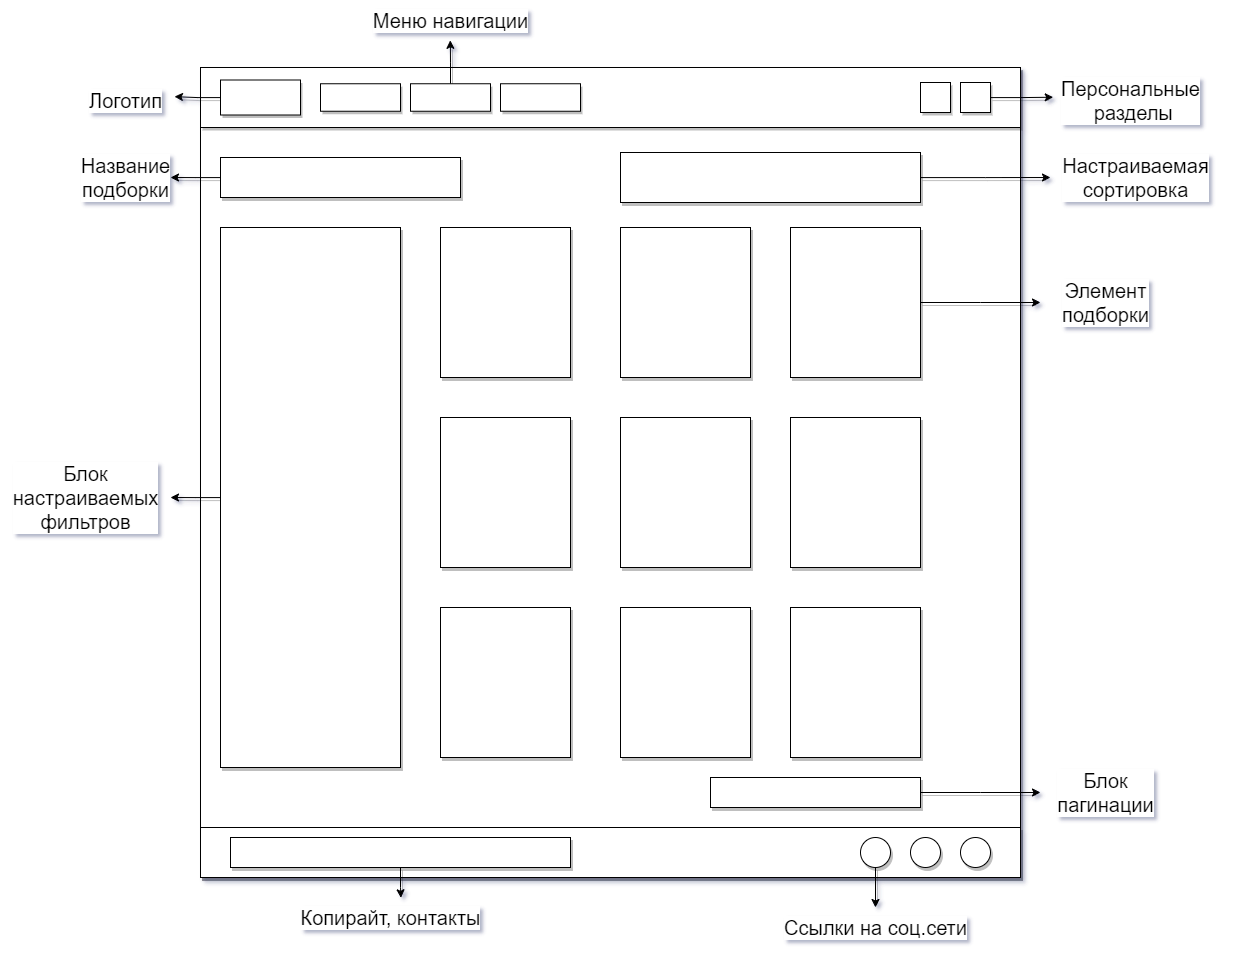 Меню навигации
Логотип
Персональные
разделы
Название
подборки
Настраиваемая
сортировка
Элемент
подборки
Блок
настраиваемых
фильтров
Блок
пагинации
Копирайт, контакты
Ссылки на соц.сети